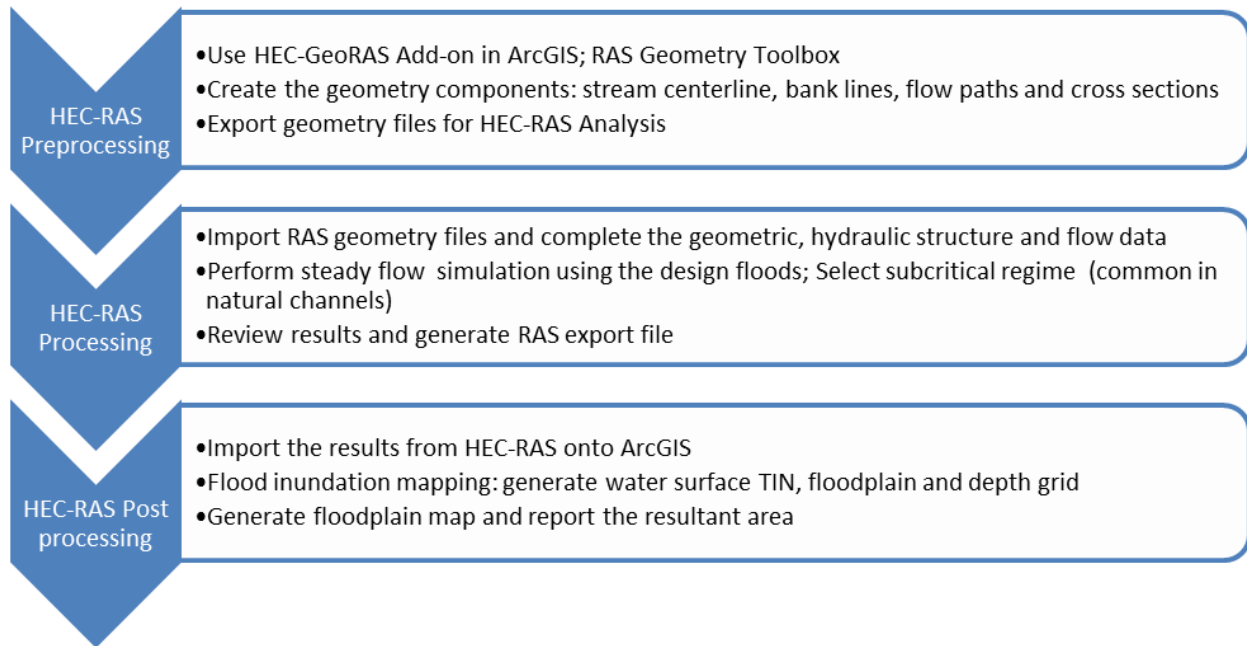 HEC-RAS
Preprocessing
•Use HEC-GeoRAS Add-on in ArcGIS; RAS Geometry Toolbox
•Create the geometry components: stream centerline, bank lines, flow paths and cross sections
•Export geometry files for HEC-RAS Analysis
HEC-RAS
Processing
•Import RAS geometry files and complete the geometric, hydraulic structure and flow data
•Perform steady flow simulation using the design floods; Select subcritical regime (common in
natural channels)
•Review results and generate RAS export file
HEC-RAS Post
processing
•Import the results from HEC-RAS onto ArcGIS
•Flood inundation mapping: generate water surface TIN, floodplain and depth grid
•Generate floodplain map and report the resultant area